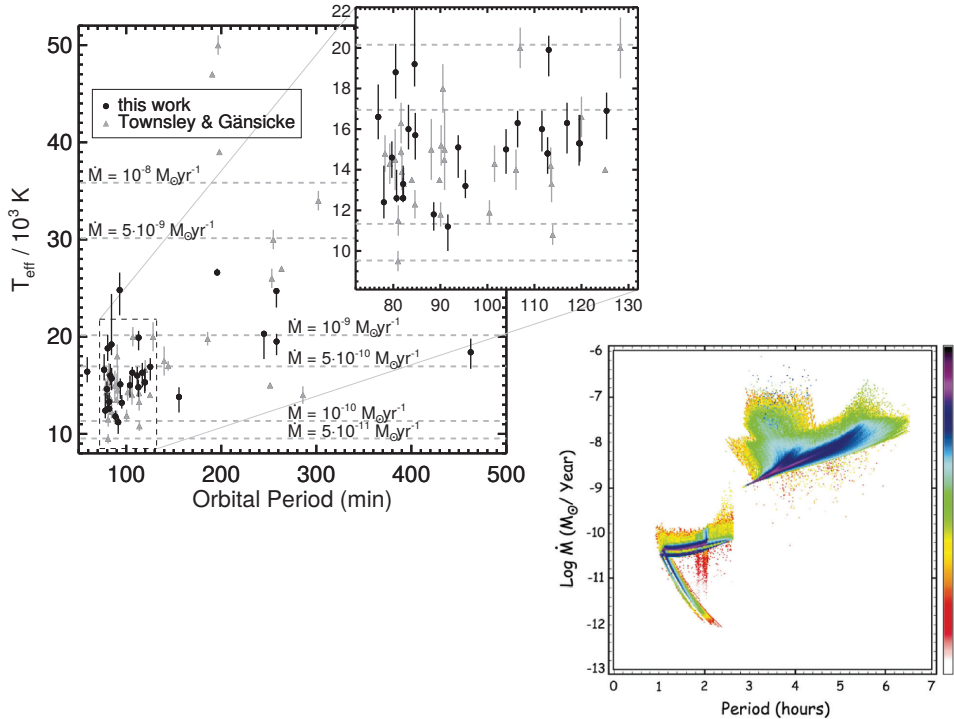 T_eff / 10³ K
50
40
30
20
10
this work
Townsley & Gänsicke
Ṁ = 10⁻⁸ M⊙yr⁻¹
Ṁ = 5·10⁻⁹ M⊙yr⁻¹
Ṁ = 10⁻⁹ M⊙yr⁻¹
Ṁ = 5·10⁻¹⁰ M⊙yr⁻¹
Ṁ = 10⁻¹⁰ M⊙yr⁻¹
Ṁ = 5·10⁻¹¹ M⊙yr⁻¹
100 200 300 400 500
Orbital Period (min)
22
20
18
16
14
12
10
80 90 100 110 120 130
Log Ṁ (M⊙/ Year)
-6
-7
-8
-9
-10
-11
-12
-13
0 1 2 3 4 5 6 7
Period (hours)